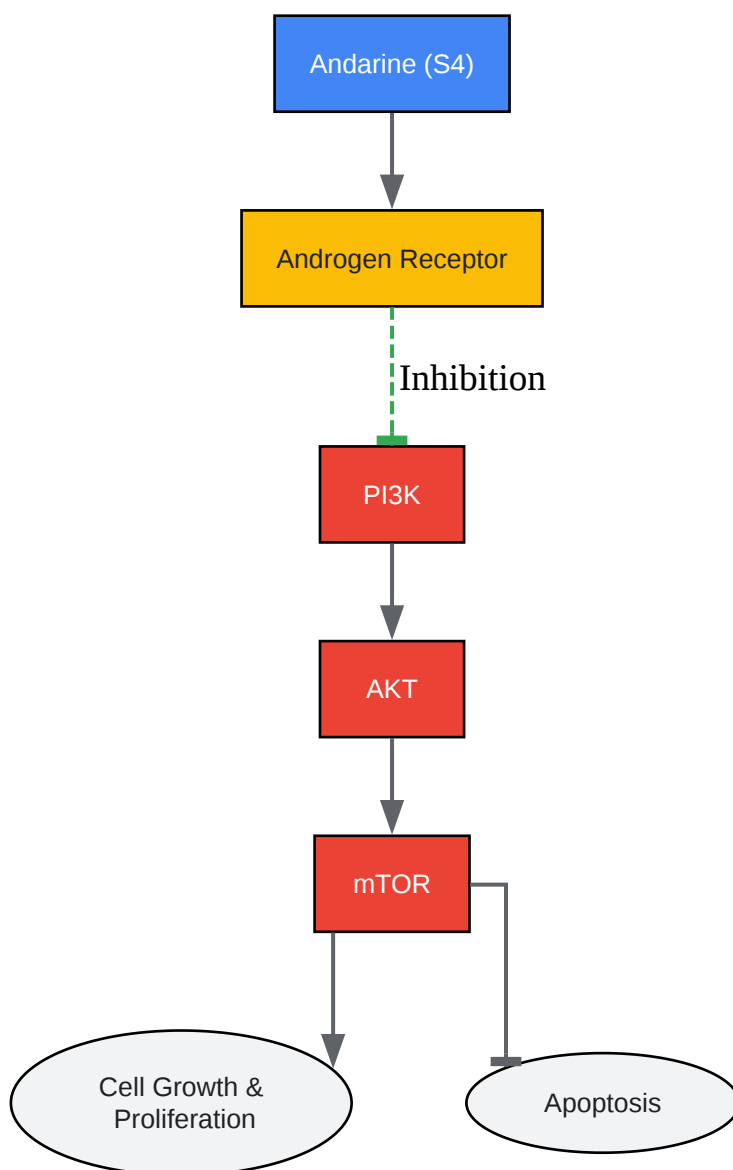 Andarine (S4)
Androgen Receptor
Inhibition
PI3K
AKT
mTOR
Cell Growth &
Proliferation
Apoptosis